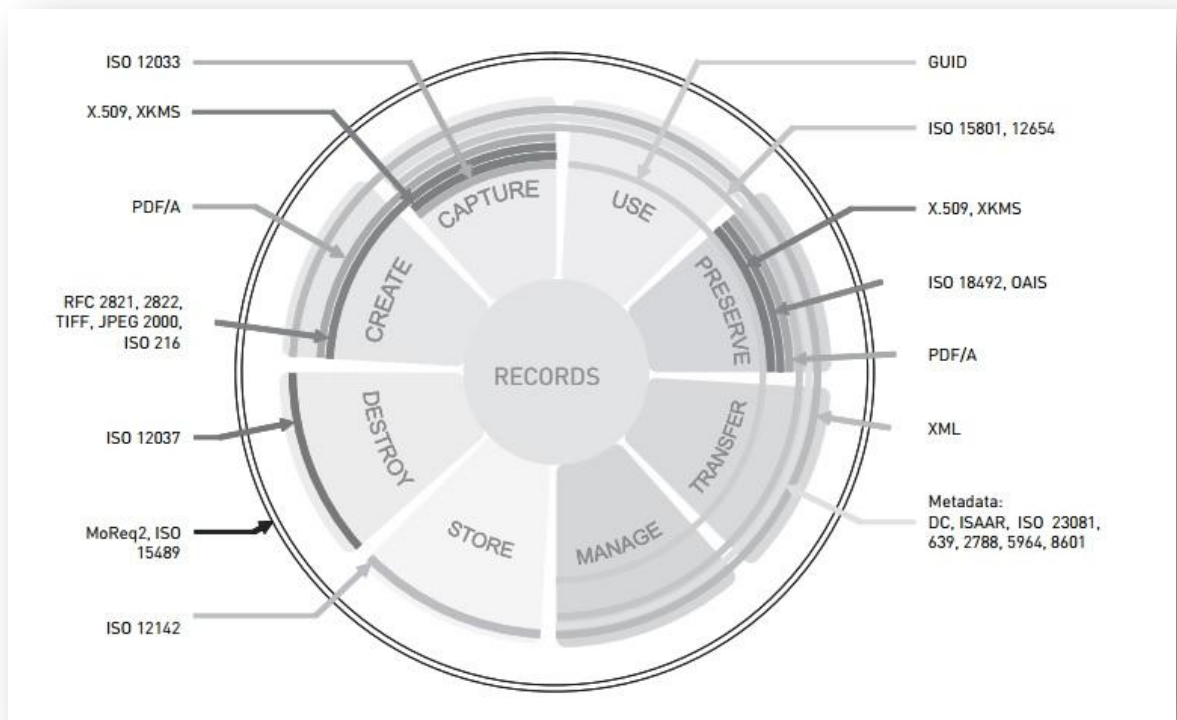 ISO 12033
X.509, XKMS
PDF/A
RFC 2821, 2822,
TIFF, JPEG 2000,
ISO 216
ISO 12037
MoReq2, ISO
15489
ISO 12142
CAPTURE
USE
CREATE
PRESERVE
RECORDS
DESTROY
TRANSFER
STORE
MANAGE
GUID
ISO 15801, 12654
X.509, XKMS
ISO 18492, OAIS
PDF/A
XML
Metadata:
DC, ISAAR, ISO 23081,
639, 2788, 5964, 8601